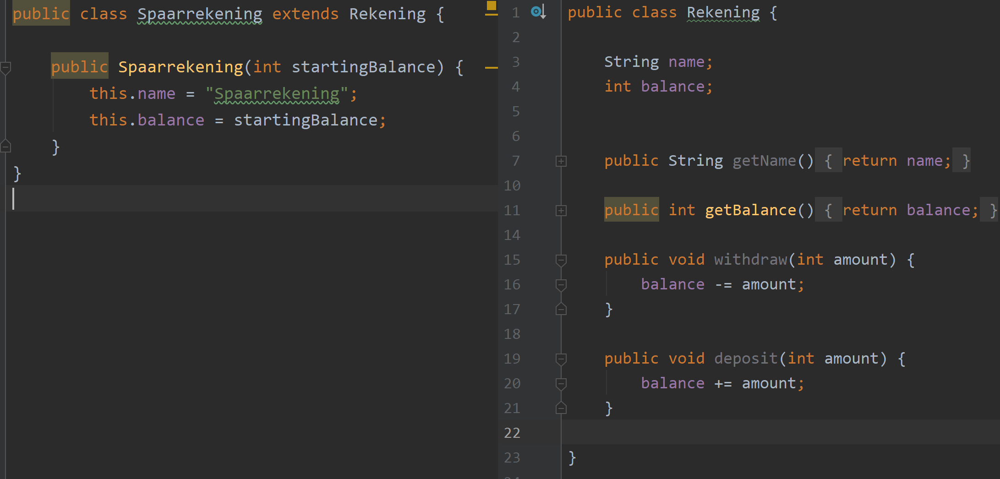 public class Spaarrekening extends Rekening {
public Spaarrekening(int startingBalance) {
this.name = "Spaarrekening";
this.balance = startingBalance;
}
}
1 public class Rekening {
2
3 String name;
4 int balance;
5
6
7 public String getName() { return name; }
10
11 public int getBalance() { return balance; }
14
15 public void withdraw(int amount) {
16 balance -= amount;
17 }
18
19 public void deposit(int amount) {
20 balance += amount;
21 }
22
23 }